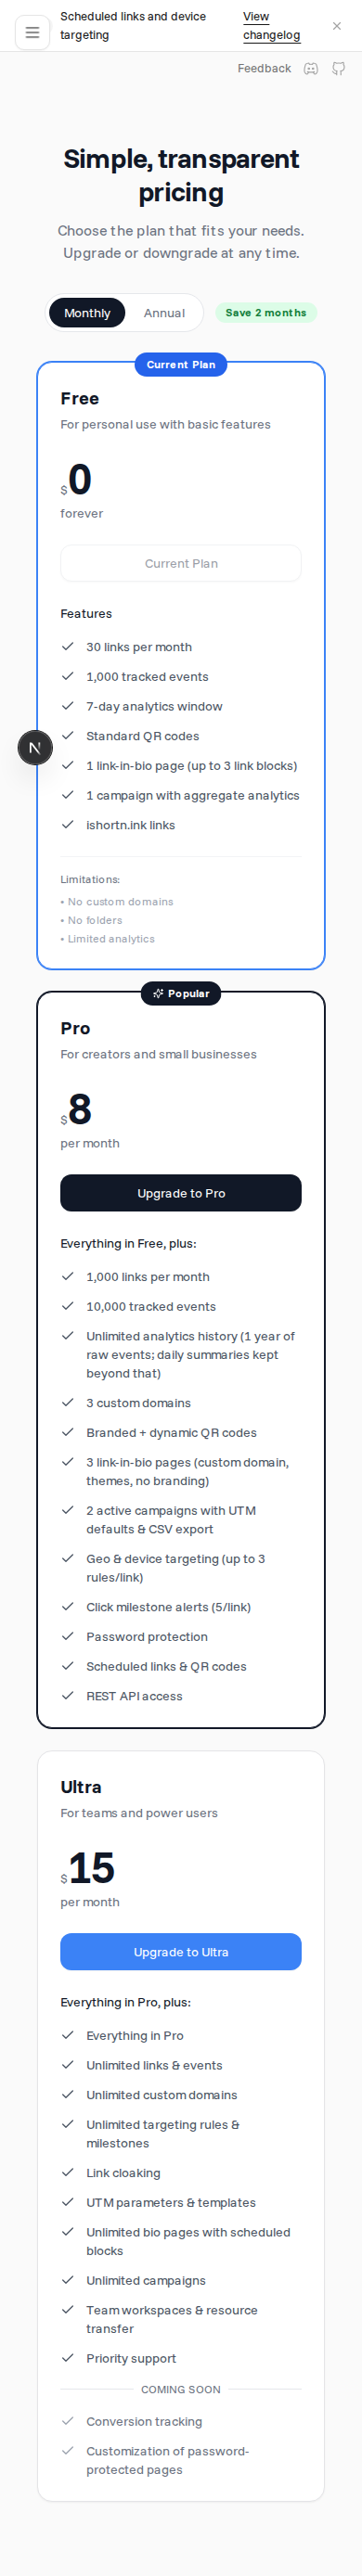 Scheduled links and device
targeting
View
changelog
Feedback
Simple, transparent
pricing
Choose the plan that fits your needs.
Upgrade or downgrade at any time.
Monthly
Annual
Save 2 months
Current Plan
Free
For personal use with basic features
$0
forever
Current Plan
Features
30 links per month
1,000 tracked events
7-day analytics window
Standard QR codes
1 link-in-bio page (up to 3 link blocks)
1 campaign with aggregate analytics
ishortn.ink links
Limitations:
• No custom domains
• No folders
• Limited analytics
Popular
Pro
For creators and small businesses
$8
per month
Upgrade to Pro
Everything in Free, plus:
1,000 links per month
10,000 tracked events
Unlimited analytics history (1 year of
raw events; daily summaries kept
beyond that)
3 custom domains
Branded + dynamic QR codes
3 link-in-bio pages (custom domain,
themes, no branding)
2 active campaigns with UTM
defaults & CSV export
Geo & device targeting (up to 3
rules/link)
Click milestone alerts (5/link)
Password protection
Scheduled links & QR codes
REST API access
Ultra
For teams and power users
$15
per month
Upgrade to Ultra
Everything in Pro, plus:
Everything in Pro
Unlimited links & events
Unlimited custom domains
Unlimited targeting rules &
milestones
Link cloaking
UTM parameters & templates
Unlimited bio pages with scheduled
blocks
Unlimited campaigns
Team workspaces & resource
transfer
Priority support
COMING SOON
Conversion tracking
Customization of password-
protected pages